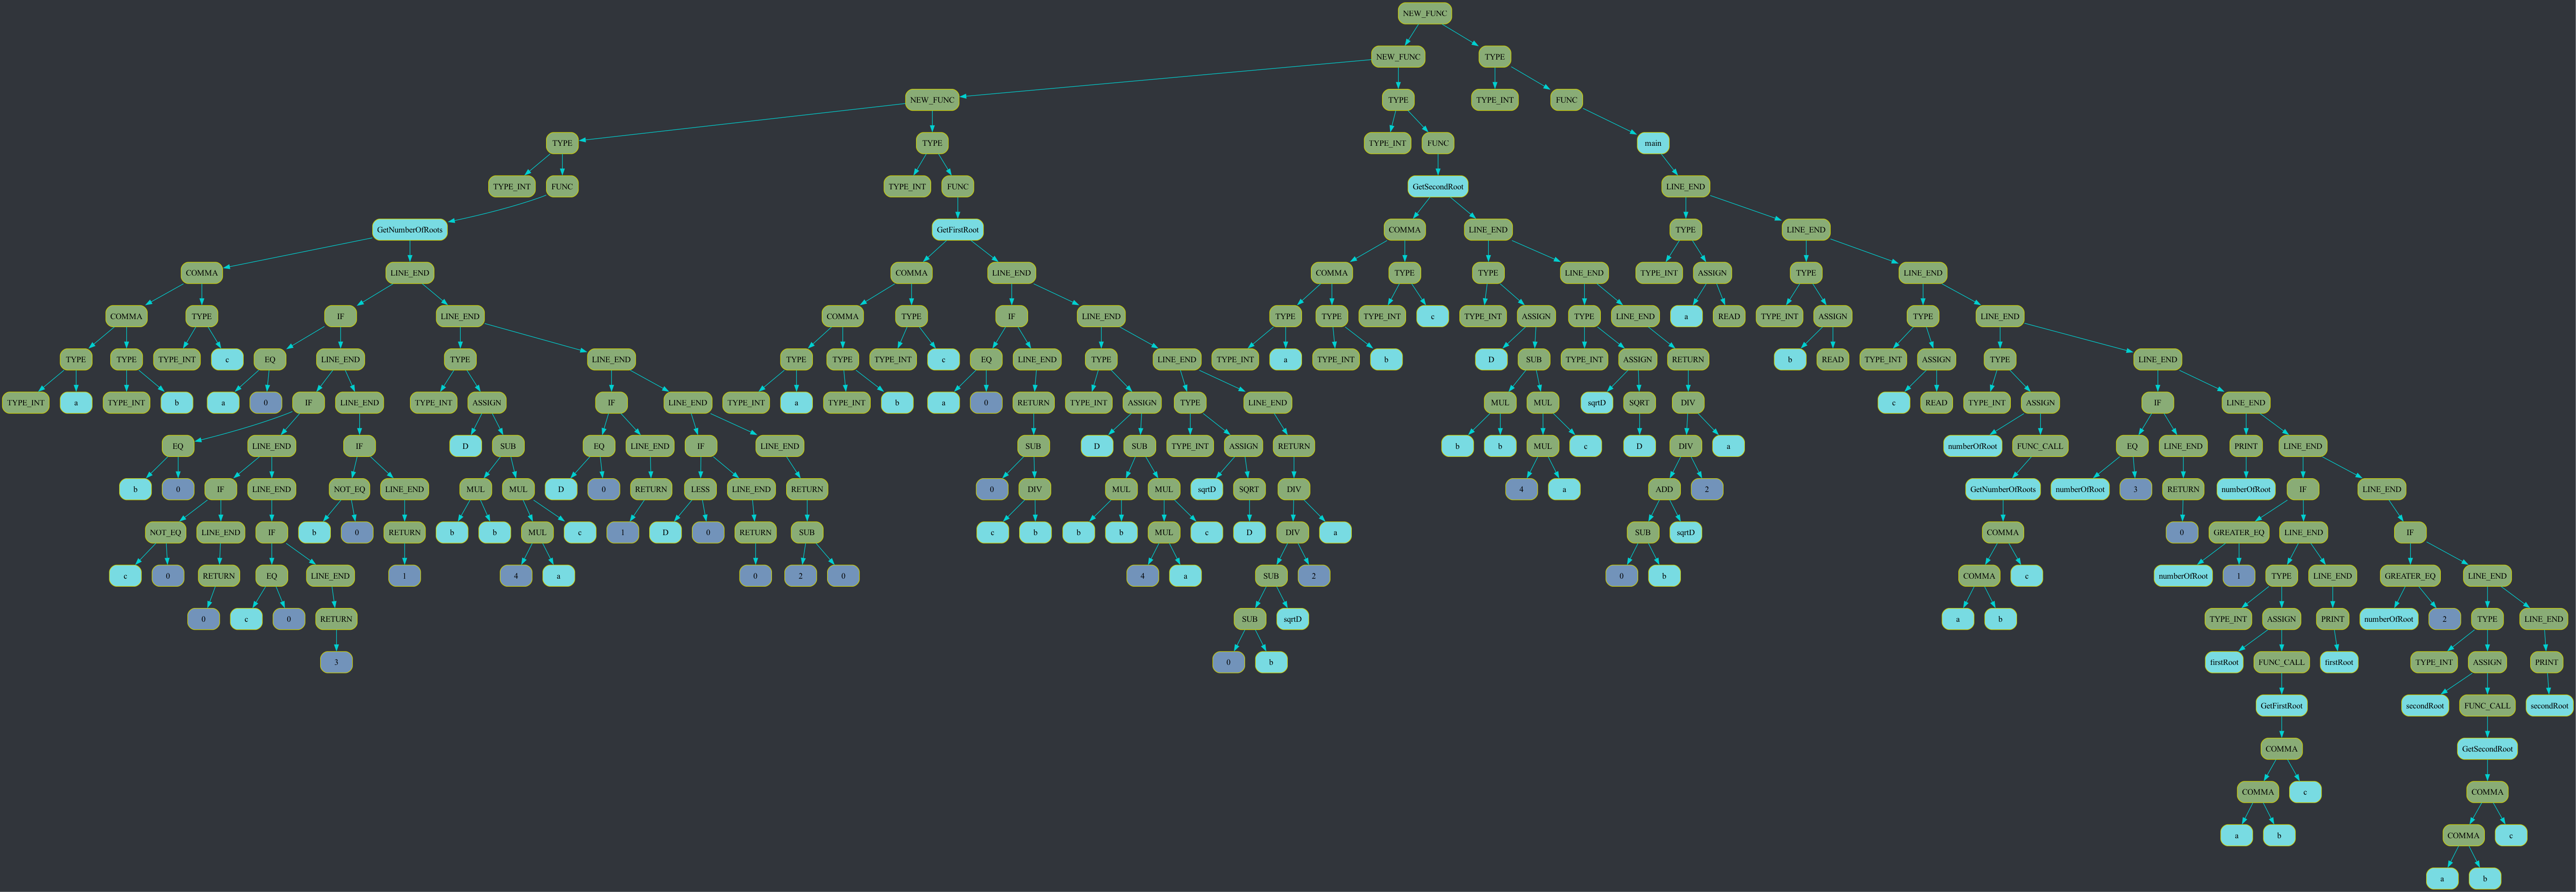 NEW_FUNC
NEW_FUNC TYPE
NEW_FUNC TYPE TYPE_INT FUNC
TYPE TYPE TYPE_INT FUNC main
TYPE_INT FUNC TYPE_INT FUNC GetSecondRoot LINE_END
GetNumberOfRoots GetFirstRoot COMMA LINE_END TYPE LINE_END
COMMA LINE_END COMMA LINE_END COMMA TYPE TYPE LINE_END TYPE_INT ASSIGN TYPE LINE_END
COMMA TYPE IF LINE_END COMMA TYPE IF LINE_END TYPE TYPE TYPE_INT c TYPE_INT ASSIGN TYPE LINE_END a READ TYPE_INT ASSIGN TYPE LINE_END
TYPE TYPE TYPE_INT c EQ LINE_END TYPE LINE_END TYPE TYPE TYPE_INT c EQ LINE_END TYPE LINE_END TYPE_INT a TYPE_INT b D SUB TYPE_INT ASSIGN RETURN b READ TYPE_INT ASSIGN TYPE LINE_END
TYPE_INT a TYPE_INT b a 0 IF LINE_END TYPE_INT ASSIGN IF LINE_END TYPE_INT a TYPE_INT b a 0 RETURN TYPE_INT ASSIGN TYPE LINE_END MUL MUL sqrtD SQRT DIV c READ TYPE_INT ASSIGN IF LINE_END
EQ LINE_END IF D SUB EQ LINE_END IF LINE_END SUB D SUB TYPE_INT ASSIGN RETURN b b MUL c D DIV a numberOfRoot FUNC_CALL EQ LINE_END PRINT LINE_END
b 0 IF LINE_END NOT_EQ LINE_END MUL MUL D 0 RETURN LESS LINE_END RETURN 0 DIV MUL MUL sqrtD SQRT DIV 4 a ADD 2 GetNumberOfRoots numberOfRoot 3 RETURN numberOfRoot IF LINE_END
NOT_EQ LINE_END IF b 0 RETURN b b MUL c 1 D 0 RETURN SUB c b b b MUL c D DIV a SUB sqrtD COMMA 0 GREATER_EQ LINE_END IF
c 0 RETURN EQ LINE_END 1 4 a 0 2 0 4 a SUB 2 0 b COMMA c numberOfRoot 1 TYPE LINE_END GREATER_EQ LINE_END
0 c 0 RETURN SUB sqrtD a b TYPE_INT ASSIGN PRINT numberOfRoot 2 TYPE LINE_END
3 0 b firstRoot FUNC_CALL firstRoot TYPE_INT ASSIGN PRINT
GetFirstRoot secondRoot FUNC_CALL secondRoot
COMMA GetSecondRoot
COMMA c COMMA
a b COMMA c
a b